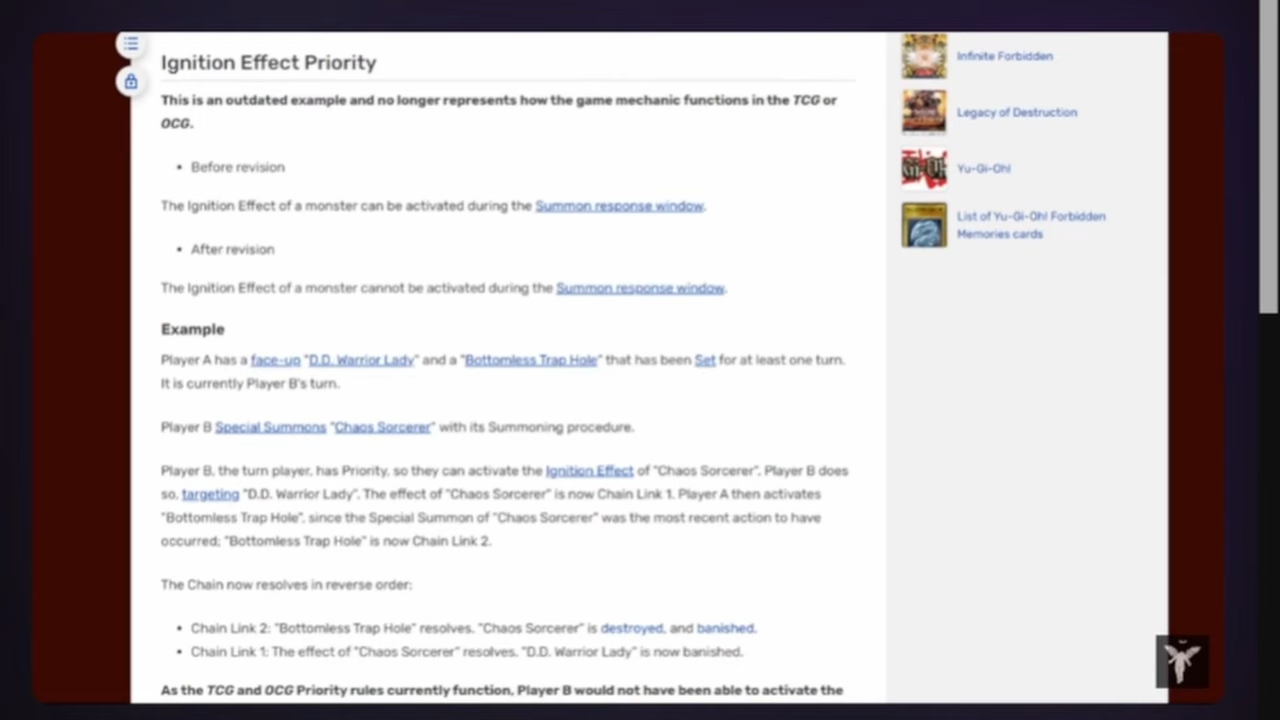 Ignition Effect Priority
This is an outdated example and no longer represents how the game mechanic functions in the TCG or
OCG.
• Before revision
The Ignition Effect of a monster can be activated during the Summon response window.
• After revision
The Ignition Effect of a monster cannot be activated during the Summon response window.
Example
Player A has a face-up "D.D. Warrior Lady" and a "Bottomless Trap Hole" that has been Set for at least one turn.
It is currently Player B's turn.
Player B Special Summons "Chaos Sorcerer" with its Summoning procedure.
Player B, the turn player, has Priority, so they can activate the Ignition Effect of "Chaos Sorcerer". Player B does
so, targeting "D.D. Warrior Lady". The effect of "Chaos Sorcerer" is now Chain Link 1. Player A then activates
"Bottomless Trap Hole", since the Special Summon of "Chaos Sorcerer" was the most recent action to have
occurred; "Bottomless Trap Hole" is now Chain Link 2.
The Chain now resolves in reverse order:
• Chain Link 2: "Bottomless Trap Hole" resolves. "Chaos Sorcerer" is destroyed, and banished.
• Chain Link 1: The effect of "Chaos Sorcerer" resolves. "D.D. Warrior Lady" is now banished.
As the TCG and OCG Priority rules currently function, Player B would not have been able to activate the
Infinite Forbidden
Legacy of Destruction
Yu-Gi-Oh!
List of Yu-Gi-Oh! Forbidden
Memories cards